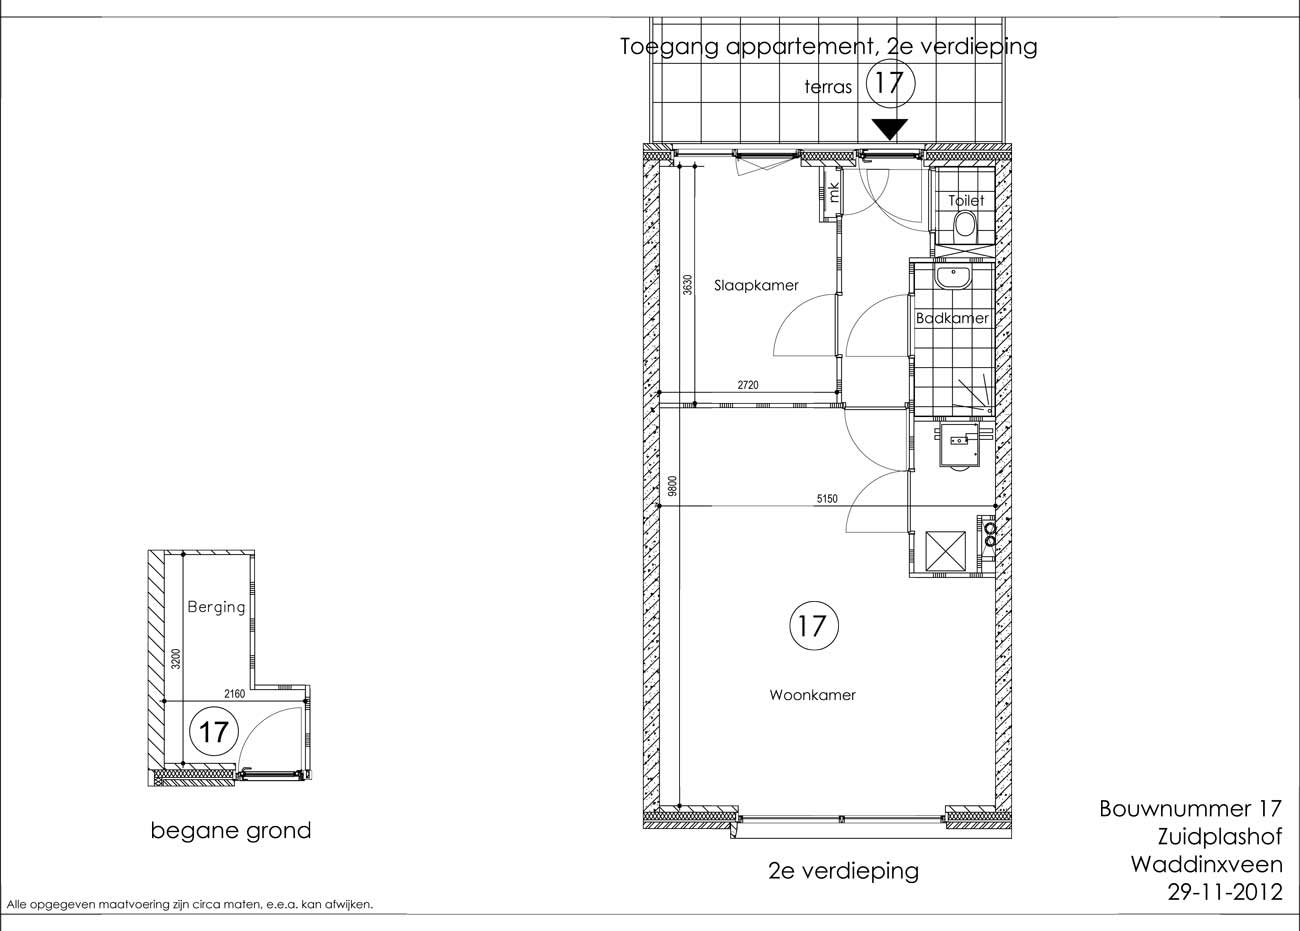 Toegang appartement, 2e verdieping
terras
17
mk
Toilet
3630
Slaapkamer
Badkamer
2720
9800
5150
17
Woonkamer
2e verdieping
Berging
3200
2160
17
begane grond
Bouwnummer 17
Zuidplashof
Waddinxveen
29-11-2012
Alle opgegeven maatvoering zijn circa maten, e.e.a. kan afwijken.